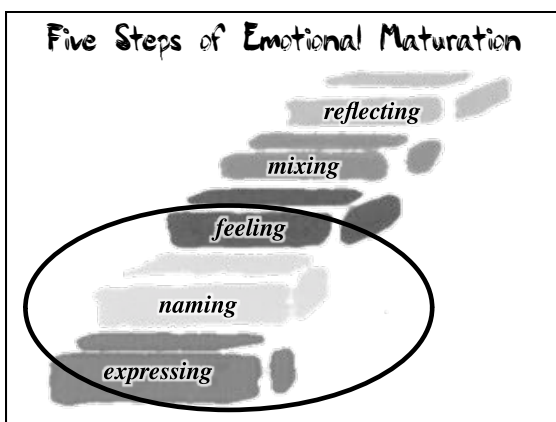 Five Steps of Emotional Maturation
reflecting
mixing
feeling
naming
expressing